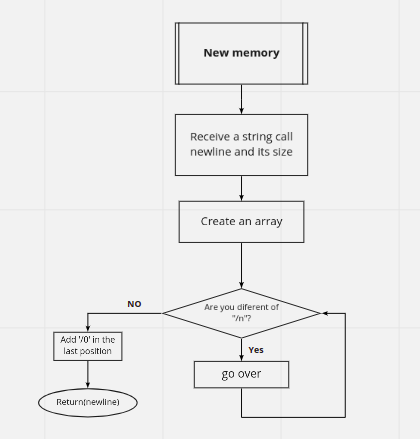 New memory
Receive a string call
newline and its size
Create an array
Are you diferent of
"/n"?
NO
Yes
Add '/0' in the
last position
go over
Return(newline)